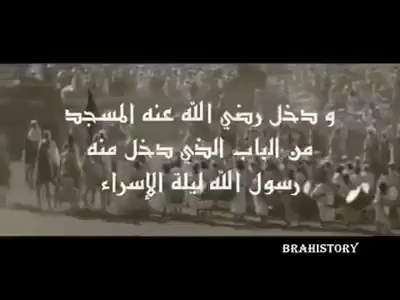 و دخل رضي الله عنه المسجد
من الباب الذي دخل منه
رسول الله ليلة الإسراء
BRAHISTORY